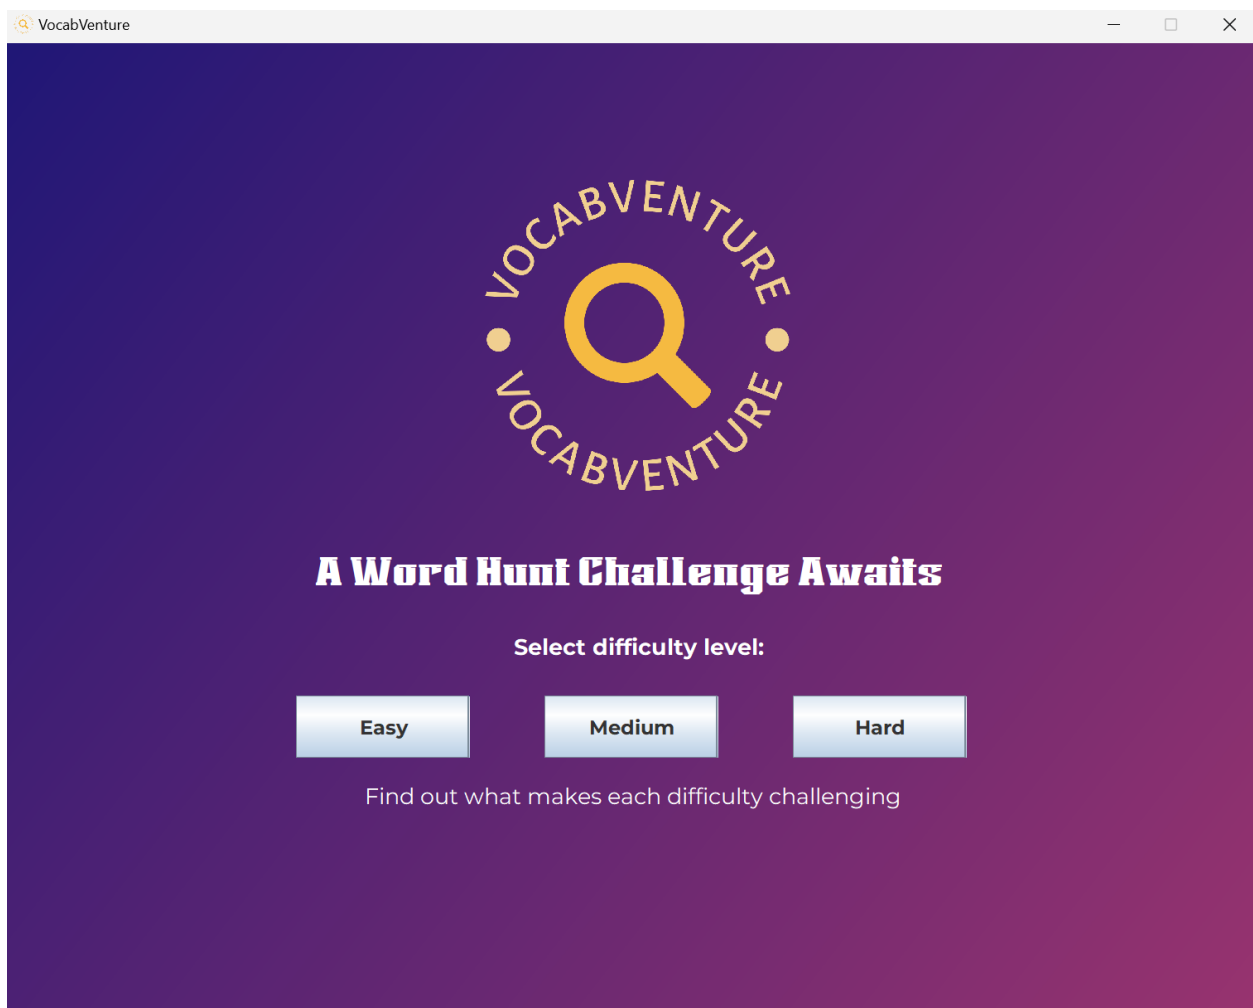 VocabVenture
VOCABVENTURE
VOCABVENTURE
A Word Hunt Challenge Awaits
Select difficulty level:
Easy Medium Hard
Find out what makes each difficulty challenging